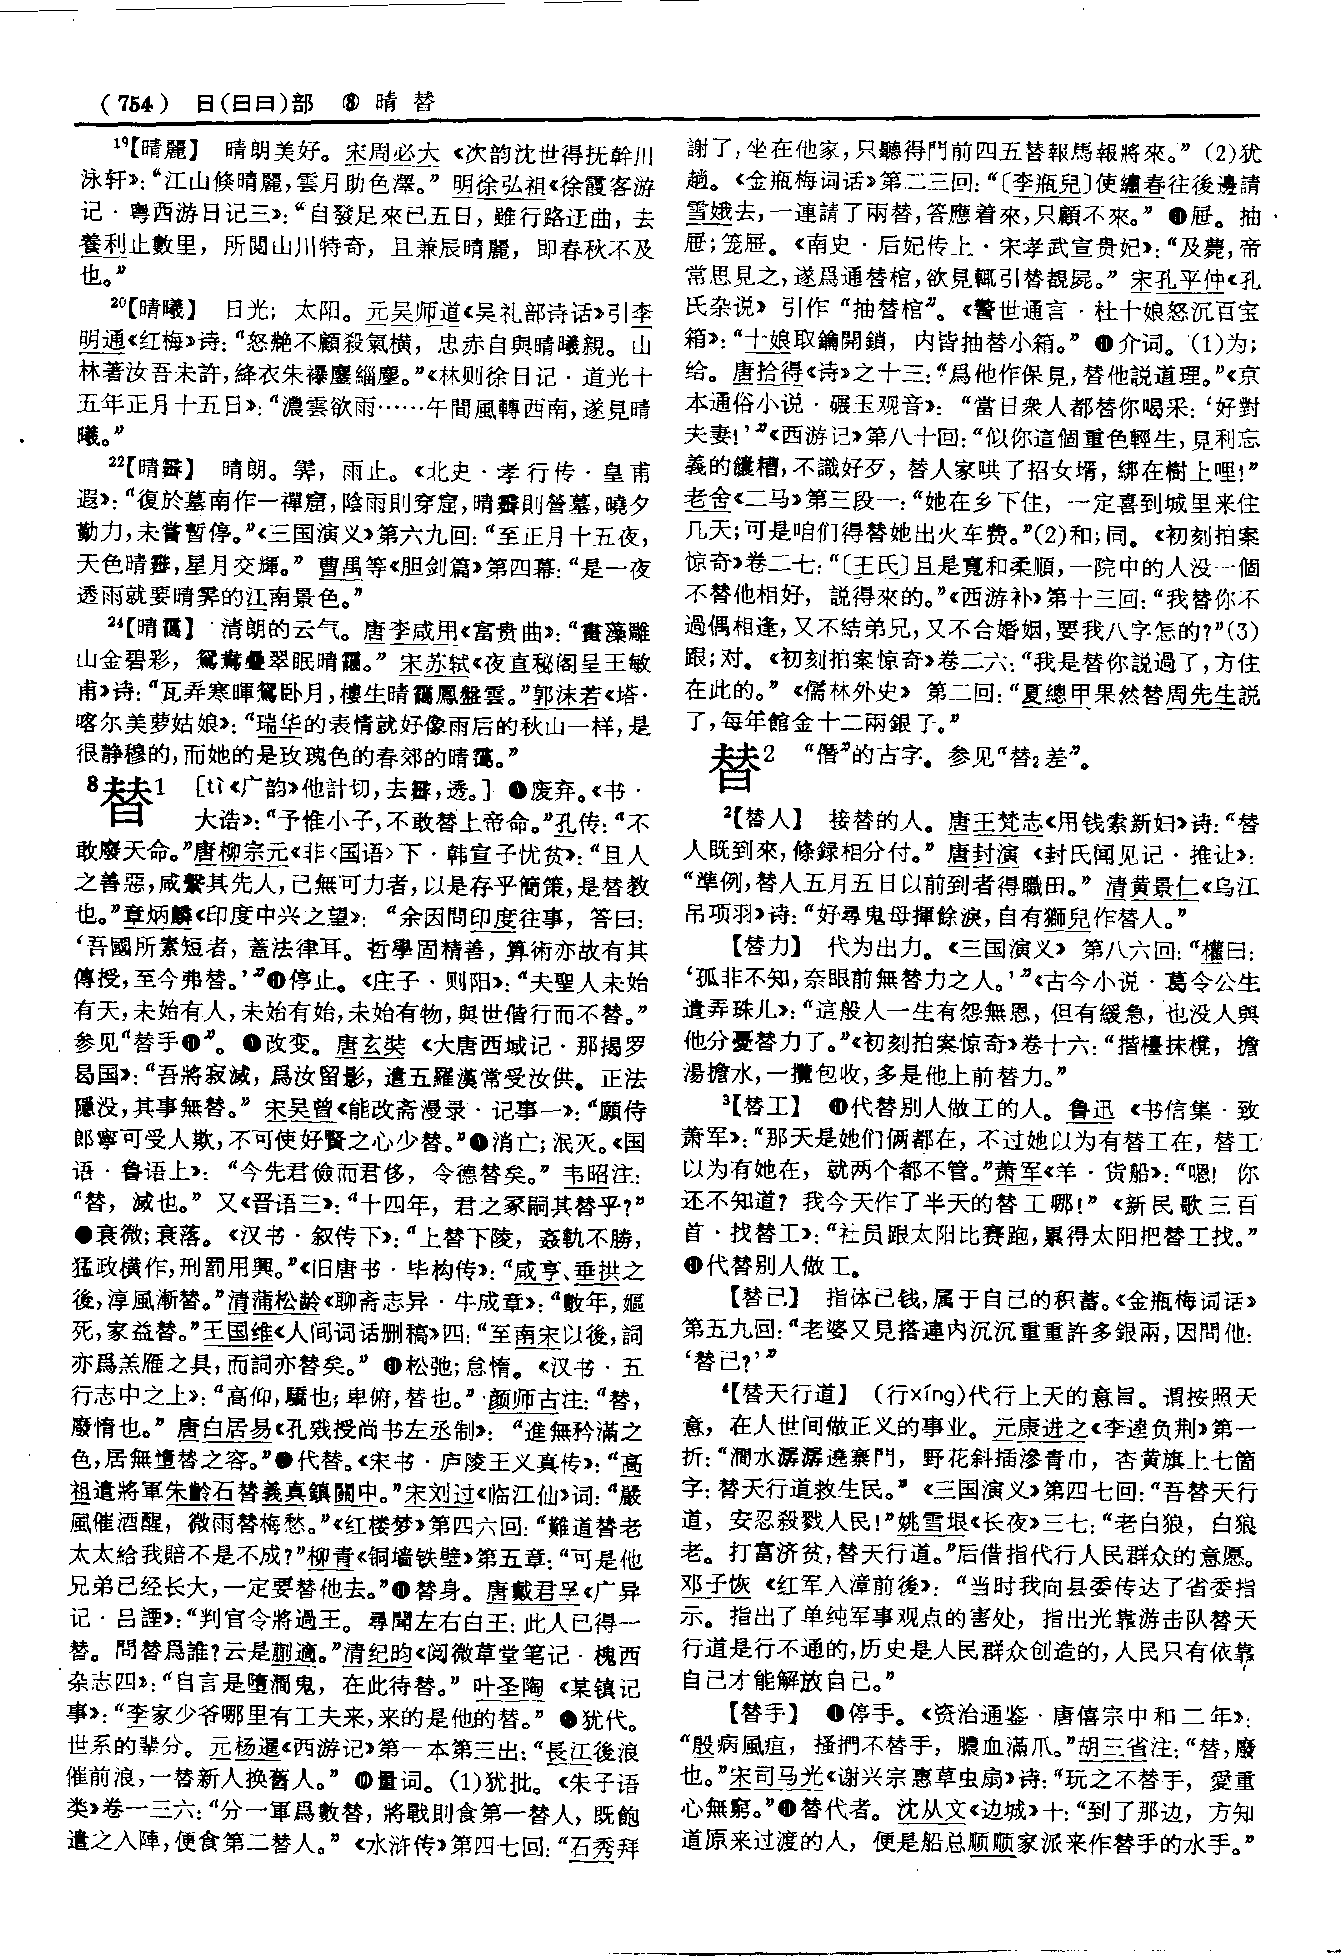 (754) 日(日曰)部 ⑧ 晴 替
19【晴麗】 晴朗美好。宋周必大《次韵沈世得抚幹川
泳轩》:“江山倏晴麗,雲月助色澤。” 明徐弘祖《徐霞客游
记·粤西游日记三》:“自發足來已五日,雖行路迂曲,去
養利止數里,所閲山川特奇,且兼辰晴麗,即春秋不及
也。”
20【晴曦】 日光;太阳。元吴师道《吴礼部诗话》引李
明通《红梅》诗:“怒艴不顧殺氣横,忠赤自與晴曦親。山
林著汝吾未許,絳衣朱襮塵緇塵。”《林则徐日记·道光十
五年正月十五日》:“濃雲欲雨……午間風轉西南,遂見晴
曦。”
22【晴霽】 晴朗。霁,雨止。《北史·孝行传·皇甫
遐》:“復於墓南作一禪窟,陰雨則穿窟,晴霽則營墓,曉夕
勤力,未嘗暫停。”《三国演义》第六九回:“至正月十五夜,
天色晴霽,星月交輝。” 曹禺等《胆剑篇》第四幕:“是一夜
透雨就要晴霁的江南景色。”
24【晴靄】 清朗的云气。唐李咸用《富贵曲》:“畫藻雕
山金碧彩,鴛鴦疊翠眠晴靄。” 宋苏轼《夜直秘阁呈王敏
甫》诗:“瓦弄寒暉鴛卧月,樓生晴靄鳳盤雲。”郭沫若《塔·
喀尔美萝姑娘》:“瑞华的表情就好像雨后的秋山一样,是
很静穆的,而她的是玫瑰色的春郊的晴靄。”
8替1 [tì《广韵》他計切,去霽,透。] ❶废弃。《书·
大诰》:“予惟小子,不敢替上帝命。”孔传:“不
敢廢天命。”唐柳宗元《非〈国语〉下·韩宣子忧贫》:“且人
之善惡,咸繫其先人,已無可力者,以是存乎簡策,是替教
也。”章炳麟《印度中兴之望》:“余因問印度往事,答曰:
‘吾國所素短者,蓋法律耳。哲學固精善,算術亦故有其
傳授,至今弗替。’”❷停止。《庄子·则阳》:“夫聖人未始
有天,未始有人,未始有始,未始有物,與世偕行而不替。”
参见“替手❶”。❸改变。唐玄奘《大唐西域记·那揭罗
曷国》:“吾將寂滅,爲汝留影,遣五羅漢常受汝供。正法
隱没,其事無替。” 宋吴曾《能改斋漫录·记事一》:“願侍
郎寧可受人欺,不可使好賢之心少替。”❹消亡;泯灭。《国
语·鲁语上》:“今先君儉而君侈,令德替矣。” 韦昭注:
“替,滅也。” 又《晋语三》:“十四年,君之冢嗣其替乎?”
❺衰微;衰落。《汉书·叙传下》:“上替下陵,姦軌不勝,
猛政横作,刑罰用興。”《旧唐书·毕构传》:“咸亨、垂拱之
後,淳風漸替。”清蒲松龄《聊斋志异·牛成章》:“數年,嫗
死,家益替。”王国维《人间词话删稿》四:“至南宋以後,詞
亦爲羔雁之具,而詞亦替矣。” ❻松弛;怠惰。《汉书·五
行志中之上》:“高仰,驕也;卑俯,替也。” 颜师古注:“替,
廢惰也。” 唐白居易《孔戣授尚书左丞制》:“進無矜滿之
色,居無憻替之容。”❼代替。《宋书·庐陵王义真传》:“高
祖遣將軍朱齡石替義真鎮關中。”宋刘过《临江仙》词:“嚴
風催酒醒,微雨替梅愁。”《红楼梦》第四六回:“難道替老
太太給我賠不是不成?”柳青《铜墙铁壁》第五章:“可是他
兄弟已经长大,一定要替他去。”❽替身。唐戴君孚《广异
记·吕諲》:“判官令將過王。尋聞左右白王:此人已得一
替。問替爲誰?云是蒯適。”清纪昀《阅微草堂笔记·槐西
杂志四》:“自言是墮澗鬼,在此待替。” 叶圣陶《某镇记
事》:“李家少爷哪里有工夫来,来的是他的替。” ❾犹代。
世系的辈分。元杨暹《西游记》第一本第三出:“長江後浪
催前浪,一替新人换舊人。” ❿量词。(1)犹批。《朱子语
类》卷一三六:“分一軍爲數替,將戰則食第一替人,既飽
遣之入陣,便食第二替人。” 《水浒传》第四七回:“石秀拜
謝了,坐在他家,只聽得門前四五替報馬報將來。” (2)犹
趟。《金瓶梅词话》第二三回:“〔李瓶兒〕使繡春往後邊請
雪娥去,一連請了兩替,答應着來,只顧不來。” ⓫屉。抽
屉;笼屉。《南史·后妃传上·宋孝武宣贵妃》:“及薨,帝
常思見之,遂爲通替棺,欲見輒引替覩屍。” 宋孔平仲《孔
氏杂说》引作“抽替棺”。《警世通言·杜十娘怒沉百宝
箱》:“十娘取鑰開鎖,内皆抽替小箱。” ⓬介词。(1)为;
给。唐拾得《诗》之十三:“爲他作保見,替他説道理。”《京
本通俗小说·碾玉观音》:“當日衆人都替你喝采:‘好對
夫妻!’”《西游记》第八十回:“似你這個重色輕生,見利忘
義的饢糟,不識好歹,替人家哄了招女壻,綁在樹上哩!”
老舍《二马》第三段一:“她在乡下住,一定喜到城里来住
几天;可是咱们得替她出火车费。”(2)和;同。《初刻拍案
惊奇》卷二七:“〔王氏〕且是寬和柔順,一院中的人没一個
不替他相好,説得來的。”《西游补》第十三回:“我替你不
過偶相逢,又不結弟兄,又不合婚姻,要我八字怎的?”(3)
跟;对。《初刻拍案惊奇》卷二六:“我是替你説過了,方住
在此的。” 《儒林外史》第二回:“夏總甲果然替周先生説
了,每年館金十二兩銀子。”
替2 “僭”的古字。参见“替2差”。
2【替人】 接替的人。唐王梵志《用钱索新妇》诗:“替
人既到來,條録相分付。” 唐封演《封氏闻见记·推让》:
“準例,替人五月五日以前到者得職田。” 清黄景仁《乌江
吊项羽》诗:“好尋鬼母揮餘淚,自有獅兒作替人。”
【替力】 代为出力。《三国演义》第八六回:“權曰:
‘孤非不知,奈眼前無替力之人。’”《古今小说·葛令公生
遣弄珠儿》:“這般人一生有怨無恩,但有緩急,也没人與
他分憂替力了。”《初刻拍案惊奇》卷十六:“揩檯抹櫈,擔
湯擔水,一攬包收,多是他上前替力。”
3【替工】 ❶代替别人做工的人。鲁迅《书信集·致
萧军》:“那天是她们俩都在,不过她以为有替工在,替工
以为有她在,就两个都不管。”萧军《羊·货船》:“嗯!你
还不知道?我今天作了半天的替工哪!” 《新民歌三百
首·找替工》:“社员跟太阳比赛跑,累得太阳把替工找。”
❷代替别人做工。
【替己】 指体己钱,属于自己的积蓄。《金瓶梅词话》
第五九回:“老婆又見搭連内沉沉重重許多銀兩,因問他:
‘替己?’”
4【替天行道】 (行xíng)代行上天的意旨。谓按照天
意,在人世间做正义的事业。元康进之《李逵负荆》第一
折:“澗水潺潺遶寨門,野花斜插滲青巾,杏黄旗上七箇
字:替天行道救生民。” 《三国演义》第四七回:“吾替天行
道,安忍殺戮人民!”姚雪垠《长夜》三七:“老白狼,白狼
老。打富济贫,替天行道。”后借指代行人民群众的意愿。
邓子恢《红军入漳前後》:“当时我向县委传达了省委指
示。指出了单纯军事观点的害处,指出光靠游击队替天
行道是行不通的,历史是人民群众创造的,人民只有依靠
自己才能解放自己。”
【替手】 ❶停手。《资治通鉴·唐僖宗中和二年》:
“殷病風疽,搔捫不替手,膿血滿爪。”胡三省注:“替,廢
也。”宋司马光《谢兴宗惠草虫扇》诗:“玩之不替手,愛重
心無窮。”❷替代者。沈从文《边城》十:“到了那边,方知
道原来过渡的人,便是船总顺顺家派来作替手的水手。”